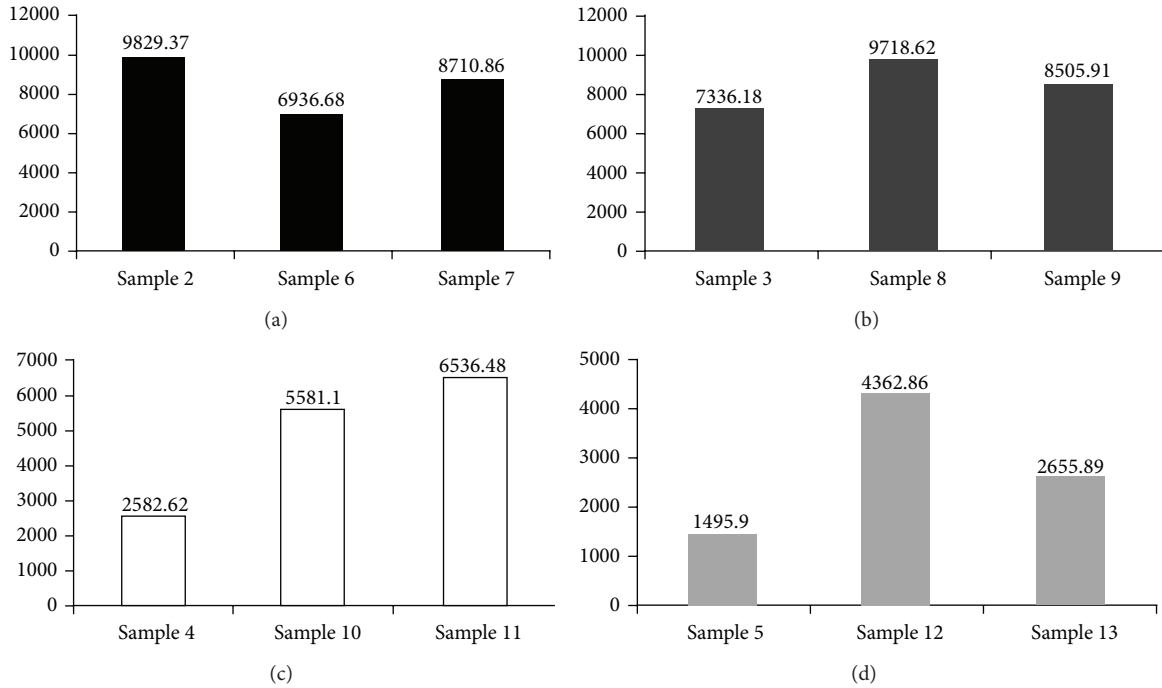 12000
10000
8000
6000
4000
2000
0
9829.37
6936.68
8710.86
Sample 2
Sample 6
Sample 7
(a)
12000
10000
8000
6000
4000
2000
0
7336.18
9718.62
8505.91
Sample 3
Sample 8
Sample 9
(b)
7000
6000
5000
4000
3000
2000
1000
0
2582.62
5581.1
6536.48
Sample 4
Sample 10
Sample 11
(c)
5000
4000
3000
2000
1000
0
1495.9
4362.86
2655.89
Sample 5
Sample 12
Sample 13
(d)